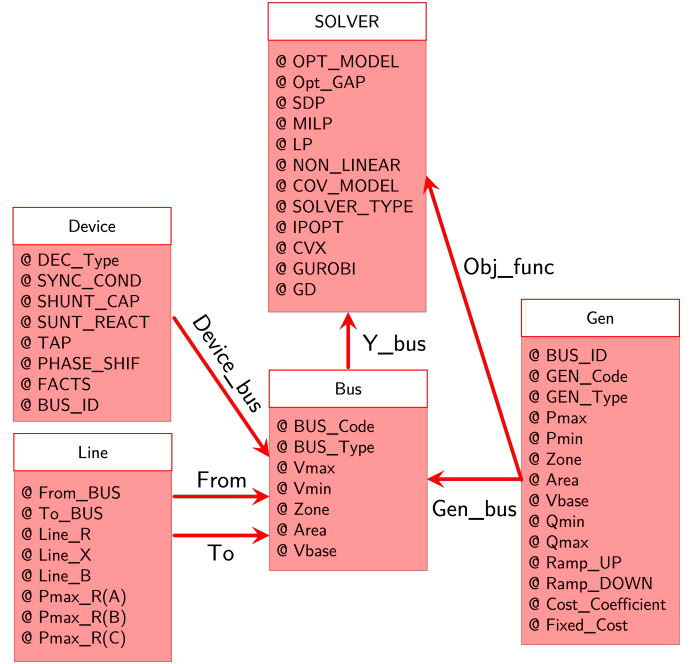 SOLVER
@ OPT_MODEL
@ Opt_GAP
@ SDP
@ MILP
@ LP
@ NON_LINEAR
@ COV_MODEL
@ SOLVER_TYPE
@ IPOPT
@ CVX
@ GUROBI
@ GD
Device
@ DEC_Type
@ SYNC_COND
@ SHUNT_CAP
@ SUNT_REACT
@ TAP
@ PHASE_SHIF
@ FACTS
@ BUS_ID
Device_bus
Y_bus
Obj_func
Gen
@ BUS_ID
@ GEN_Code
@ GEN_Type
@ Pmax
@ Pmin
@ Zone
@ Area
@ Vbase
@ Qmin
@ Qmax
@ Ramp_UP
@ Ramp_DOWN
@ Cost_Coefficient
@ Fixed_Cost
Gen_bus
Bus
@ BUS_Code
@ BUS_Type
@ Vmax
@ Vmin
@ Zone
@ Area
@ Vbase
Line
@ From_BUS
@ To_BUS
@ Line_R
@ Line_X
@ Line_B
@ Pmax_R(A)
@ Pmax_R(B)
@ Pmax_R(C)
From
To